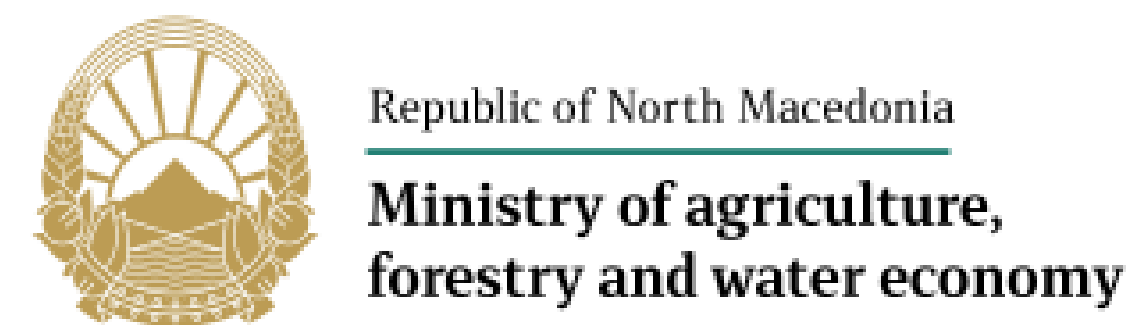 Republic of North Macedonia
Ministry of agriculture,
forestry and water economy